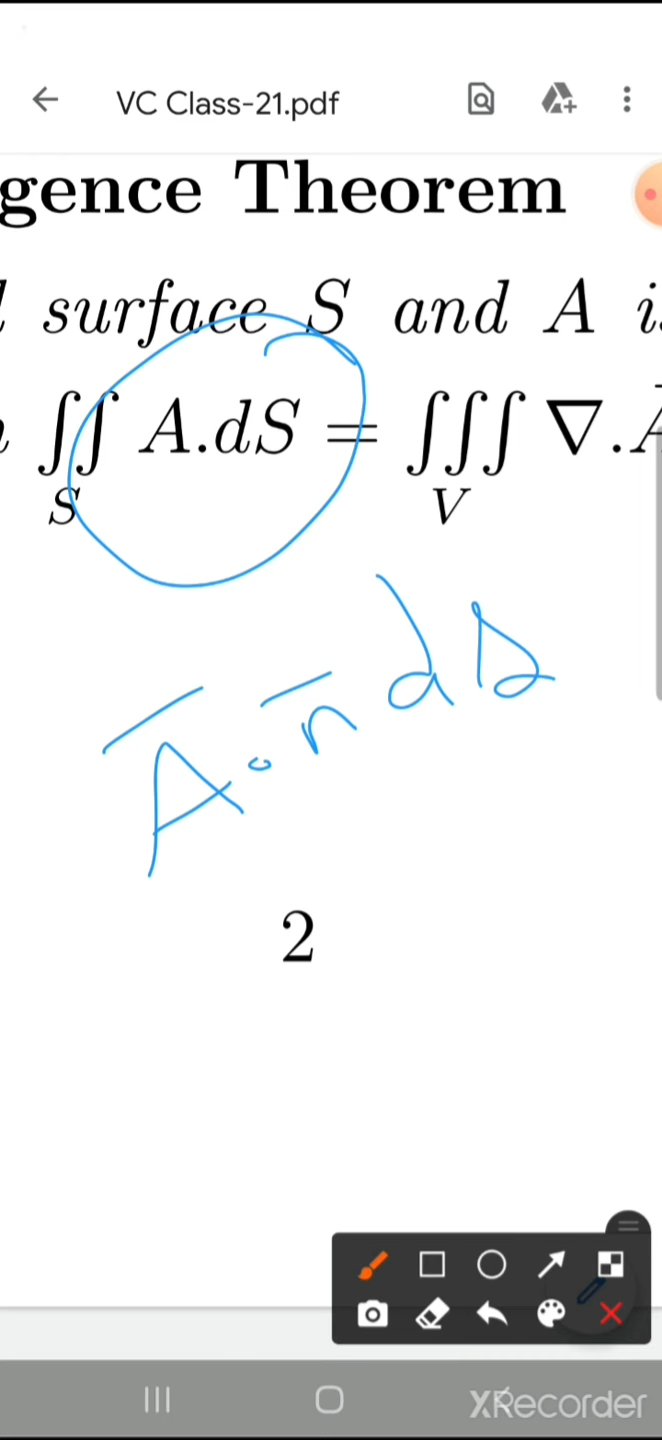 VC Class-21.pdf
gence Theorem
surface S and A i
∬ A.dS = ∭ ∇.A
S V
A̅.n̅ ds
2
XRecorder